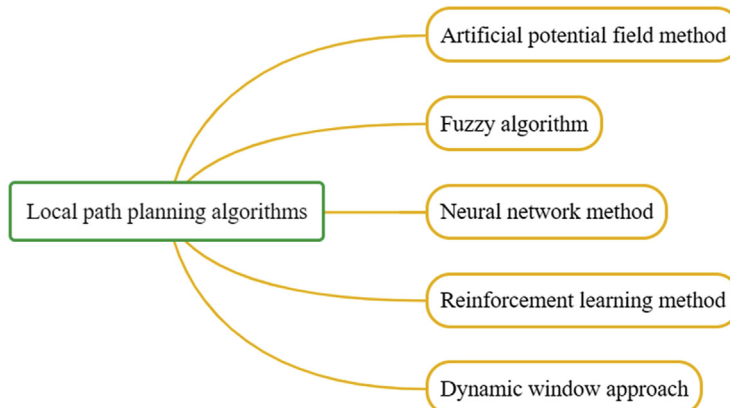 Artificial potential field method
Fuzzy algorithm
Local path planning algorithms
Neural network method
Reinforcement learning method
Dynamic window approach